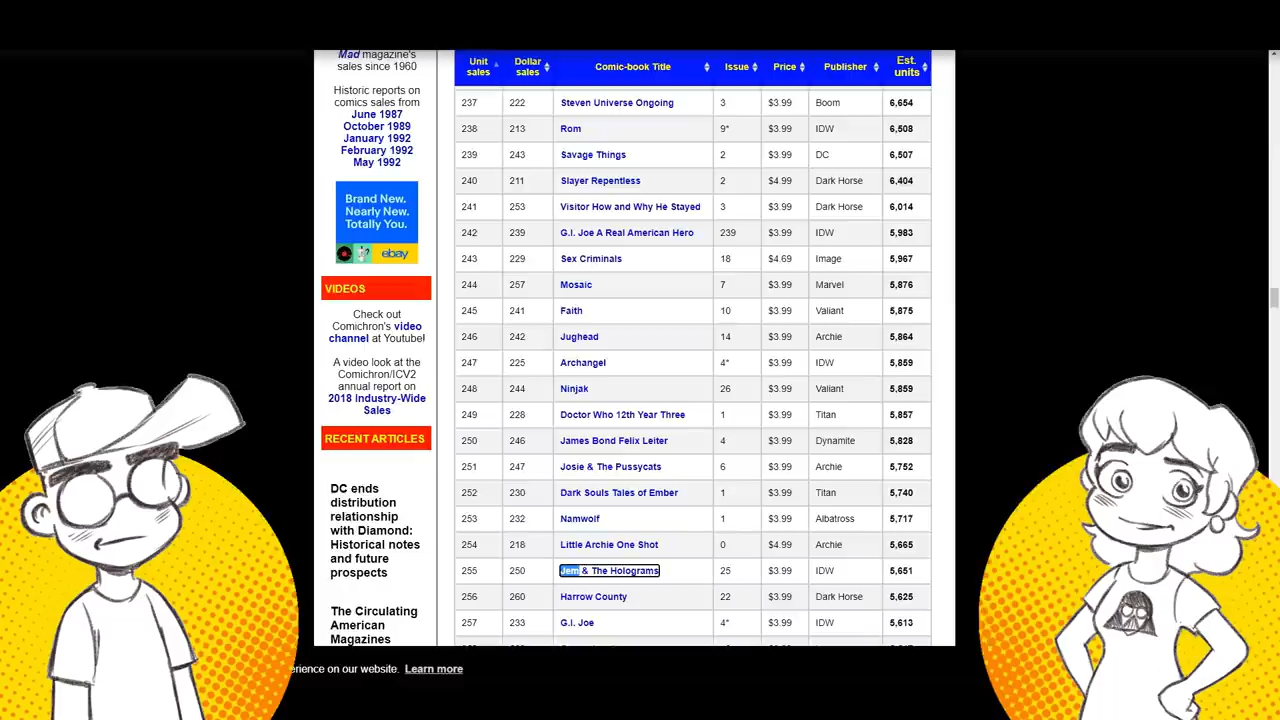 Mad magazine's
sales since 1960
Historic reports on
comics sales from
June 1987
October 1989
January 1992
February 1992
May 1992
Brand New.
Nearly New.
Totally You.
ebay
VIDEOS
Check out
Comichron's video
channel at Youtube!
A video look at the
Comichron/ICV2
annual report on
2018 Industry-Wide
Sales
RECENT ARTICLES
DC ends
distribution
relationship
with Diamond:
Historical notes
and future
prospects
The Circulating
American
Magazines
Unit sales Dollar sales Comic-book Title Issue Price Publisher Est. units
237 222 Steven Universe Ongoing 3 $3.99 Boom 6,654
238 213 Rom 9* $3.99 IDW 6,508
239 243 Savage Things 2 $3.99 DC 6,507
240 211 Slayer Repentless 2 $4.99 Dark Horse 6,404
241 253 Visitor How and Why He Stayed 3 $3.99 Dark Horse 6,014
242 239 G.I. Joe A Real American Hero 239 $3.99 IDW 5,983
243 229 Sex Criminals 18 $4.69 Image 5,967
244 257 Mosaic 7 $3.99 Marvel 5,876
245 241 Faith 10 $3.99 Valiant 5,875
246 242 Jughead 14 $3.99 Archie 5,864
247 225 Archangel 4* $3.99 IDW 5,859
248 244 Ninjak 26 $3.99 Valiant 5,859
249 228 Doctor Who 12th Year Three 1 $3.99 Titan 5,857
250 246 James Bond Felix Leiter 4 $3.99 Dynamite 5,828
251 247 Josie & The Pussycats 6 $3.99 Archie 5,752
252 230 Dark Souls Tales of Ember 1 $3.99 Titan 5,740
253 232 Namwolf 1 $3.99 Albatross 5,717
254 218 Little Archie One Shot 0 $4.99 Archie 5,665
255 250 Jem & The Holograms 25 $3.99 IDW 5,651
256 260 Harrow County 22 $3.99 Dark Horse 5,625
257 233 G.I. Joe 4* $3.99 IDW 5,613
erience on our website. Learn more